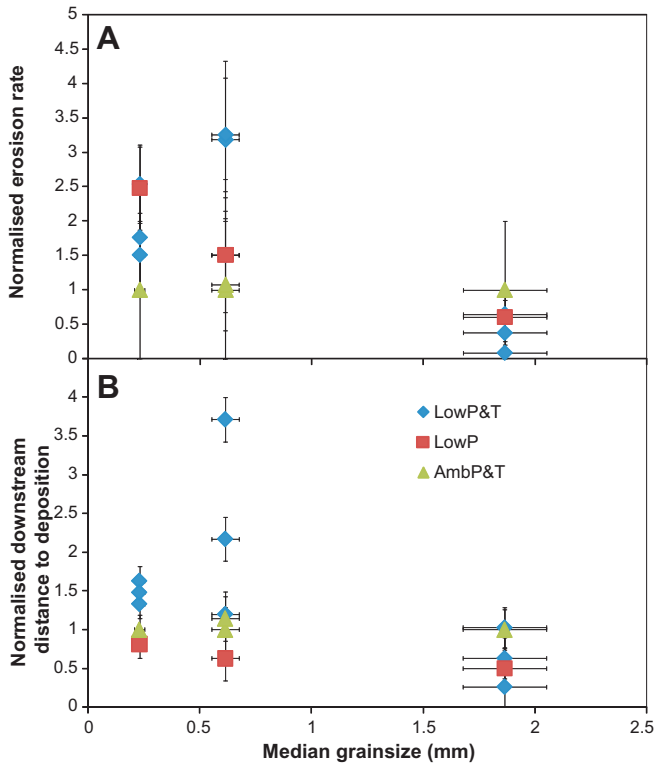 A
5
4.5
4
3.5
3
2.5
2
1.5
1
0.5
0
Normalised erosison rate
B
4
3.5
3
2.5
2
1.5
1
0.5
0
Normalised downstream
distance to deposition
LowP&T
LowP
AmbP&T
0 0.5 1 1.5 2 2.5
Median grainsize (mm)